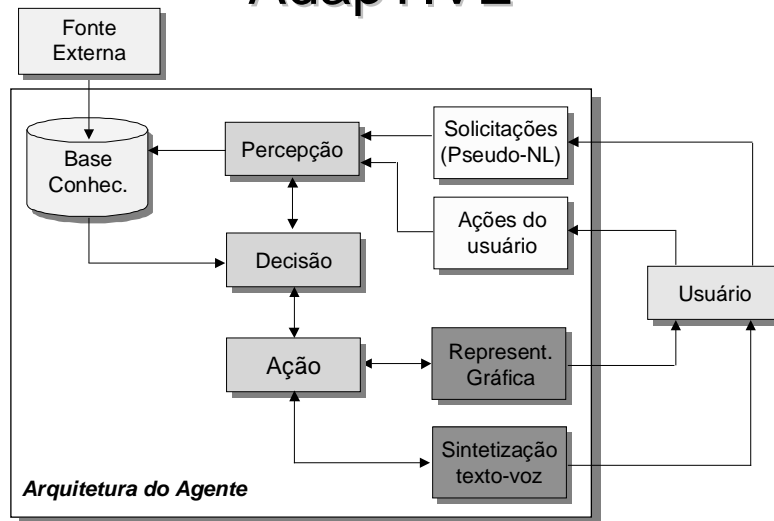 AdapTIVE
Fonte
Externa
Base
Conhec.
Percepção
Solicitações
(Pseudo-NL)
Ações do
usuário
Decisão
Usuário
Ação
Represent.
Gráfica
Sintetização
texto-voz
Arquitetura do Agente